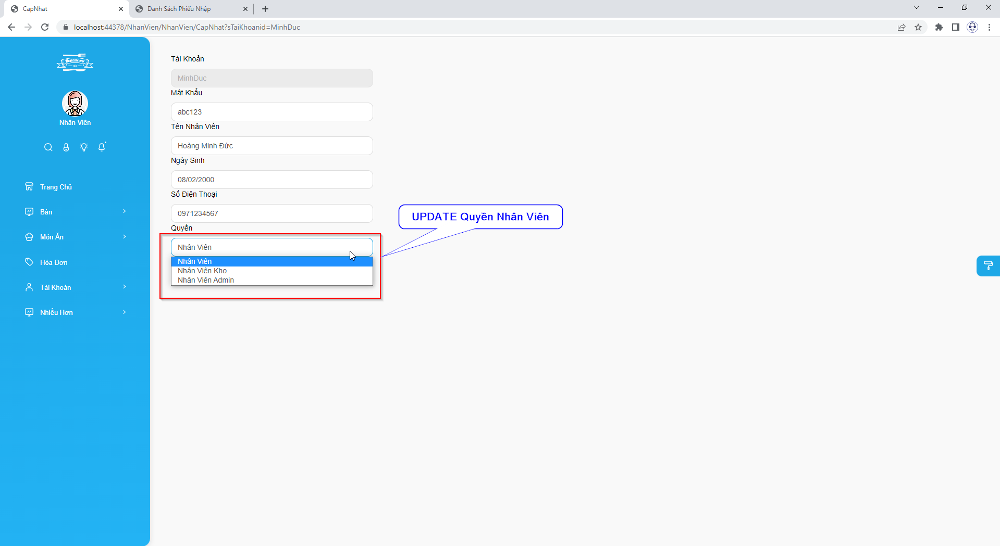 CapNhat
Danh Sách Phiếu Nhập
localhost:44378/NhanVien/NhanVien/CapNhat?sTaiKhoanid=MinhDuc
Restaurant
Nhân Viên
Trang Chủ
Bàn
Món Ăn
Hóa Đơn
Tài Khoản
Nhiều Hơn
Tài Khoản
MinhDuc
Mật Khẩu
abc123
Tên Nhân Viên
Hoàng Minh Đức
Ngày Sinh
08/02/2000
Số Điện Thoại
0971234567
Quyền
Nhân Viên
Nhân Viên
Nhân Viên Kho
Nhân Viên Admin
UPDATE Quyền Nhân Viên